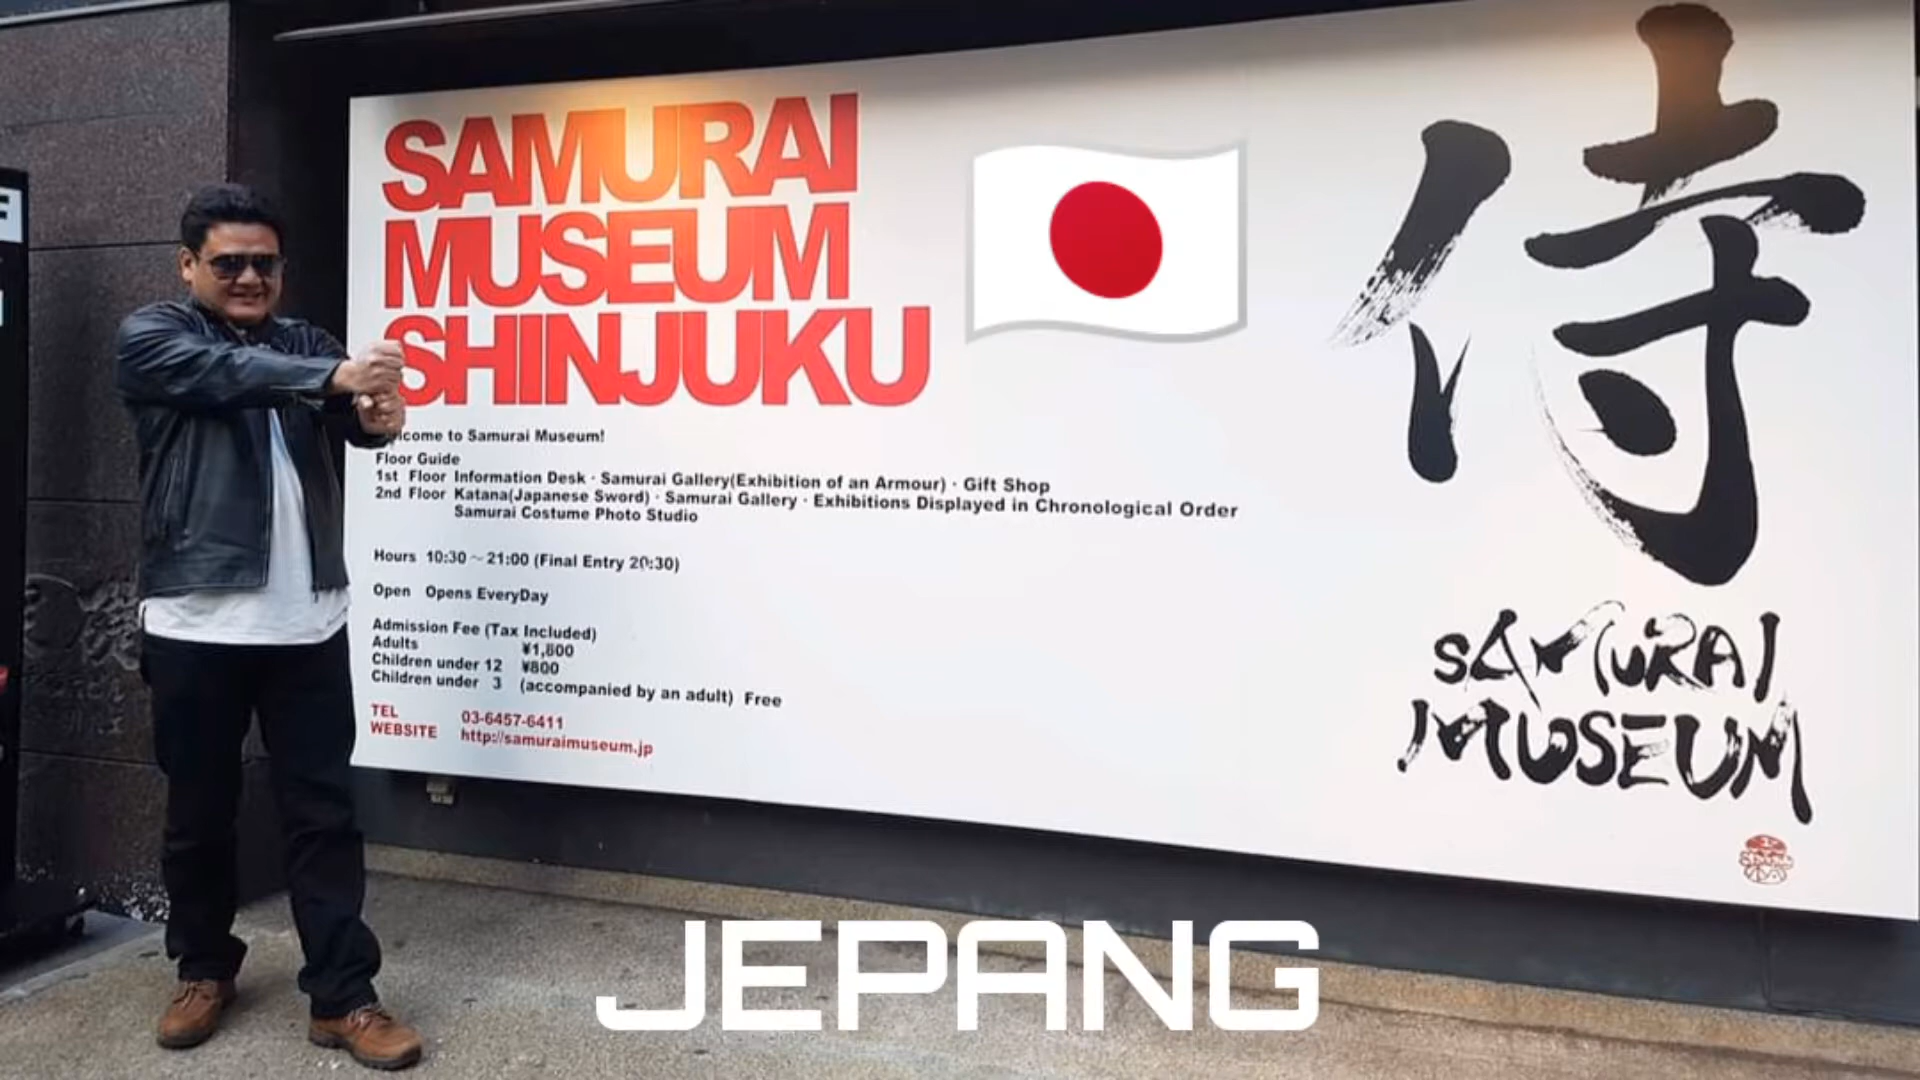 SAMURAI
MUSEUM
SHINJUKU
come to Samurai Museum!
Floor Guide
1st Floor Information Desk · Samurai Gallery(Exhibition of an Armour) · Gift Shop
2nd Floor Katana(Japanese Sword) · Samurai Gallery · Exhibitions Displayed in Chronological Order
Samurai Costume Photo Studio
Hours 10:30 ~ 21:00 (Final Entry 20:30)
Open Opens EveryDay
Admission Fee (Tax Included)
Adults ¥1,800
Children under 12 ¥800
Children under 3 (accompanied by an adult) Free
TEL 03-6457-6411
WEBSITE http://samuraimuseum.jp
侍
SAMURAI
MUSEUM
JEPANG